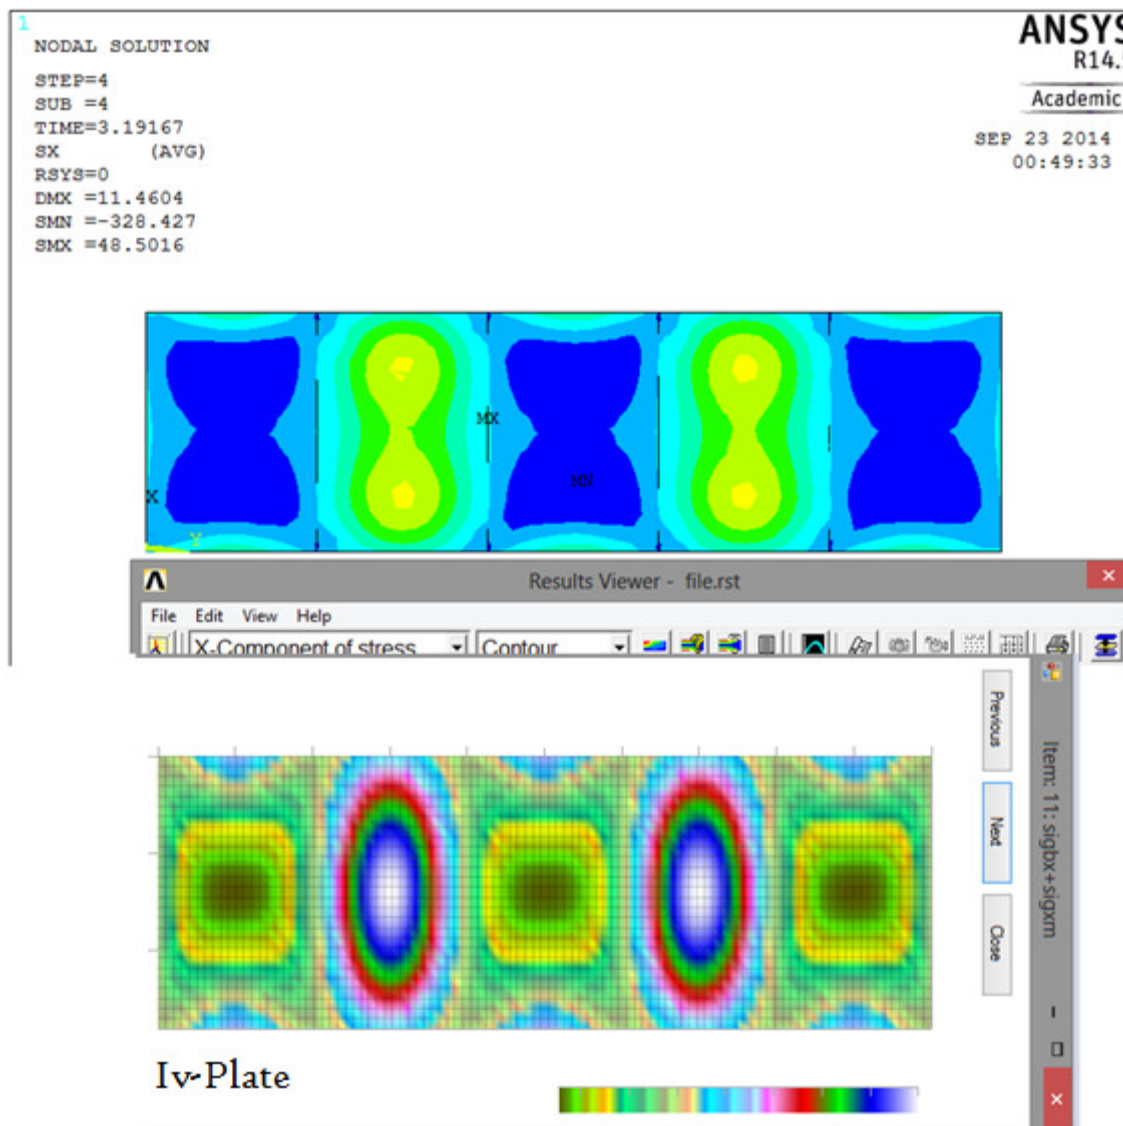 1
NODAL SOLUTION
STEP=4
SUB =4
TIME=3.19167
SX (AVG)
RSYS=0
DMX =11.4604
SMN =-328.427
SMX =48.5016
ANSYS
R14.
Academic
SEP 23 2014
00:49:33
MX
MN
X
Y
Results Viewer - file.rst
File Edit View Help
X-Component of stress Contour
Previous
Next
Close
Item: 11: sigbx+sigxm
Iv-Plate